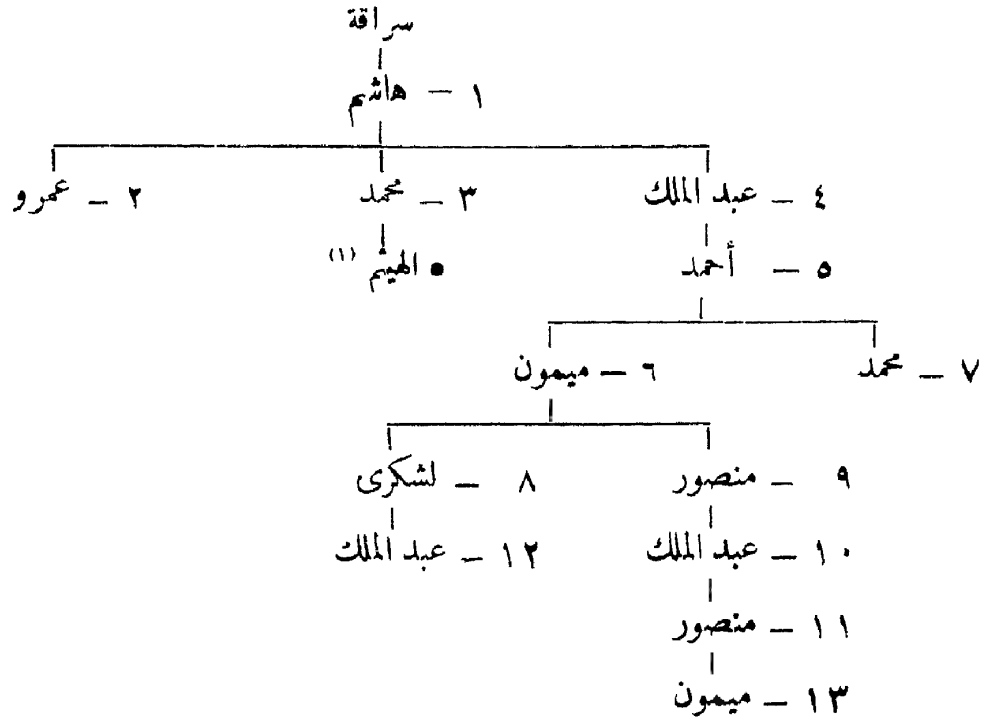 سراقة
١ – هاشم
٤ – عبد الملك ٣ – محمد ٢ – عمرو
٥ – أحمد • الهيثم (١)
٧ – محمد ٦ – ميمون
٩ – منصور ٨ – لشكرى
١٠ – عبد الملك ١٢ – عبد الملك
١١ – منصور
١٣ – ميمون